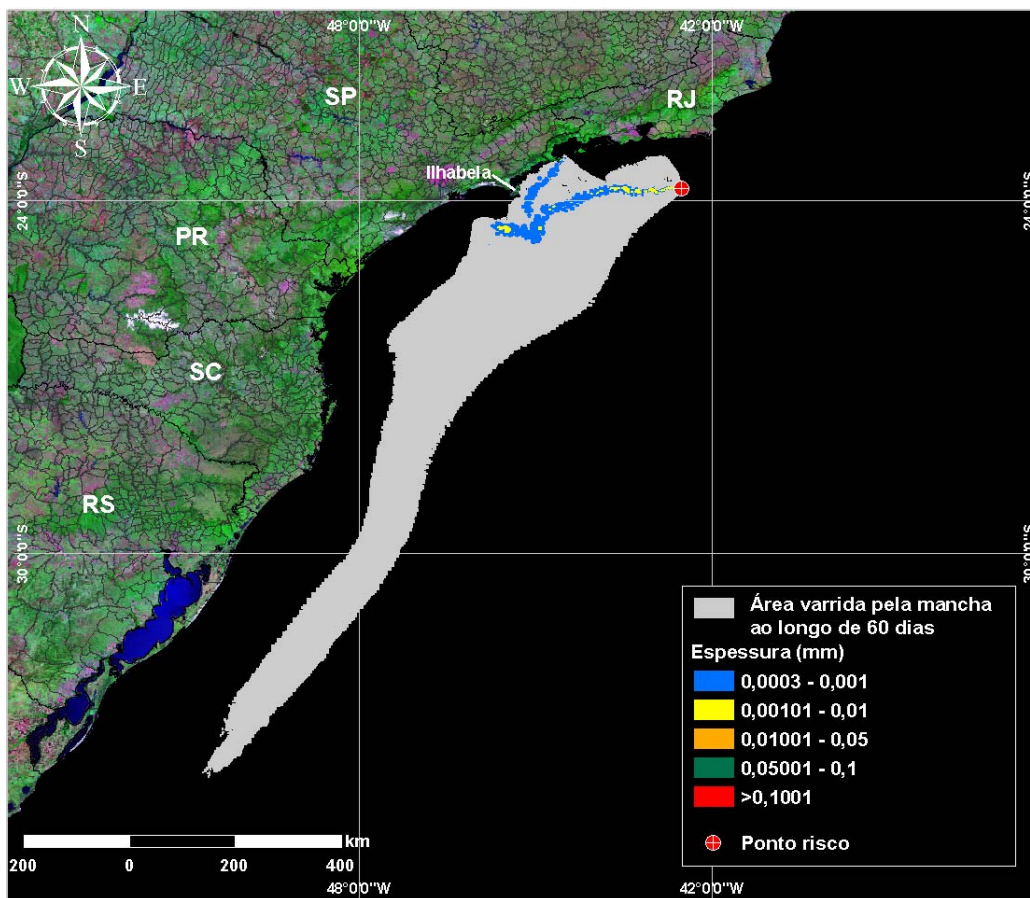 48°0'0"W
42°0'0"W
N
W
E
S
SP
RJ
Ilhabela
24°0'0"S
24°0'0"S
PR
SC
RS
30°0'0"S
30°0'0"S
Área varrida pela mancha
ao longo de 60 dias
Espessura (mm)
0,0003 - 0,001
0,00101 - 0,01
0,01001 - 0,05
0,05001 - 0,1
>0,1001
Ponto risco
km
200 0 200 400
48°0'0"W
42°0'0"W